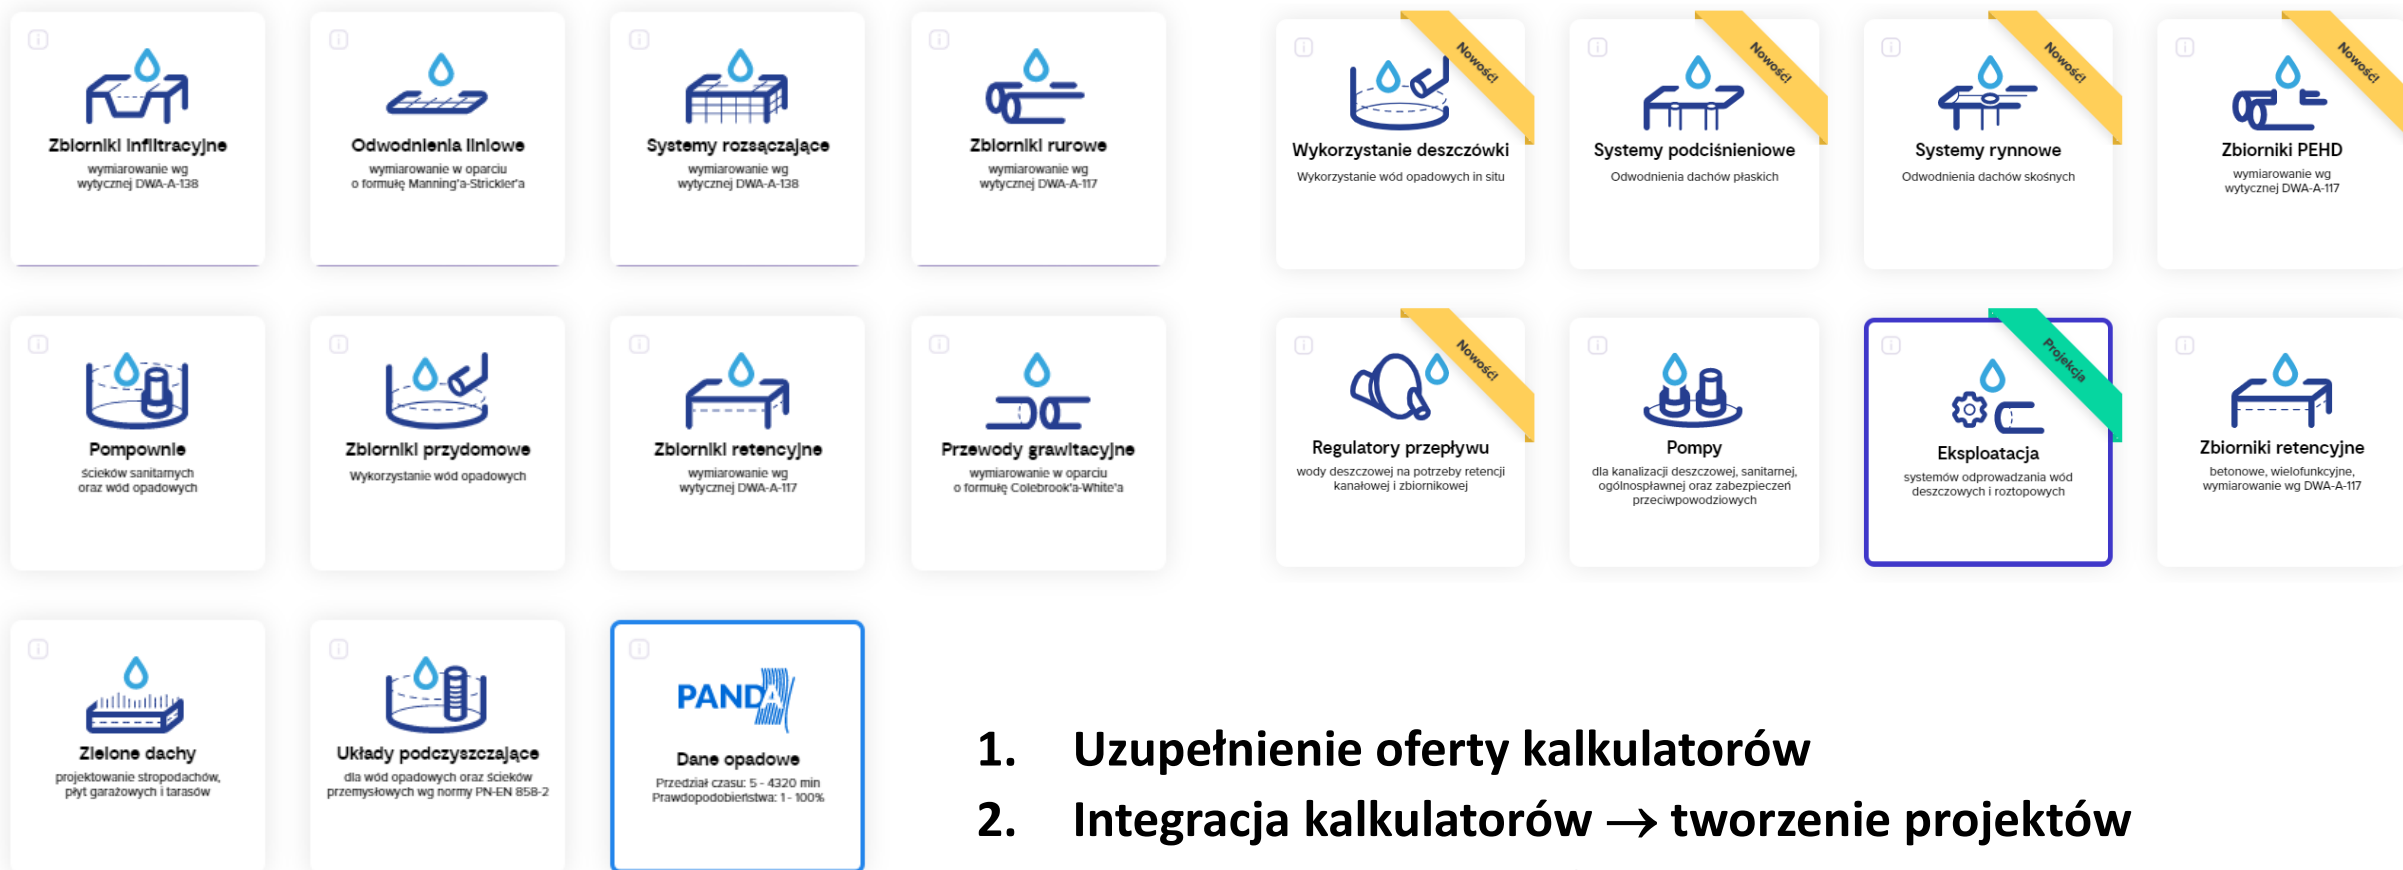 Zbiorniki infiltracyjne
wymiarowanie wg
wytycznej DWA-A-138
Odwodnienia liniowe
wymiarowanie w oparciu
o formułę Manning'a-Strickler'a
Systemy rozsączające
wymiarowanie wg
wytycznej DWA-A-138
Zbiorniki rurowe
wymiarowanie wg
wytycznej DWA-A-117
Nowość!
Wykorzystanie deszczówki
Wykorzystanie wód opadowych in situ
Nowość!
Systemy podciśnieniowe
Odwodnienia dachów płaskich
Nowość!
Systemy rynnowe
Odwodnienia dachów skośnych
Nowość!
Zbiorniki PEHD
wymiarowanie wg
wytycznej DWA-A-117
Pompownie
ścieków sanitarnych
oraz wód opadowych
Zbiorniki przydomowe
Wykorzystanie wód opadowych
Zbiorniki retencyjne
wymiarowanie wg
wytycznej DWA-A-117
Przewody grawitacyjne
wymiarowanie w oparciu
o formułę Colebrook'a-White'a
Nowość!
Regulatory przepływu
wody deszczowej na potrzeby retencji
kanałowej i zbiornikowej
Pompy
dla kanalizacji deszczowej, sanitarnej,
ogólnospławnej oraz zabezpieczeń
przeciwpowodziowych
Projekcja
Eksploatacja
systemów odprowadzania wód
deszczowych i roztopowych
Zbiorniki retencyjne
betonowe, wielofunkcyjne,
wymiarowanie wg DWA-A-117
Zielone dachy
projektowanie stropodachów,
płyt garażowych i tarasów
Układy podczyszczające
dla wód opadowych oraz ścieków
przemysłowych wg normy PN-EN 858-2
PANDA
Dane opadowe
Przedział czasu: 5 - 4320 min
Prawdopodobieństwa: 1 - 100%
1. Uzupełnienie oferty kalkulatorów
2. Integracja kalkulatorów → tworzenie projektów